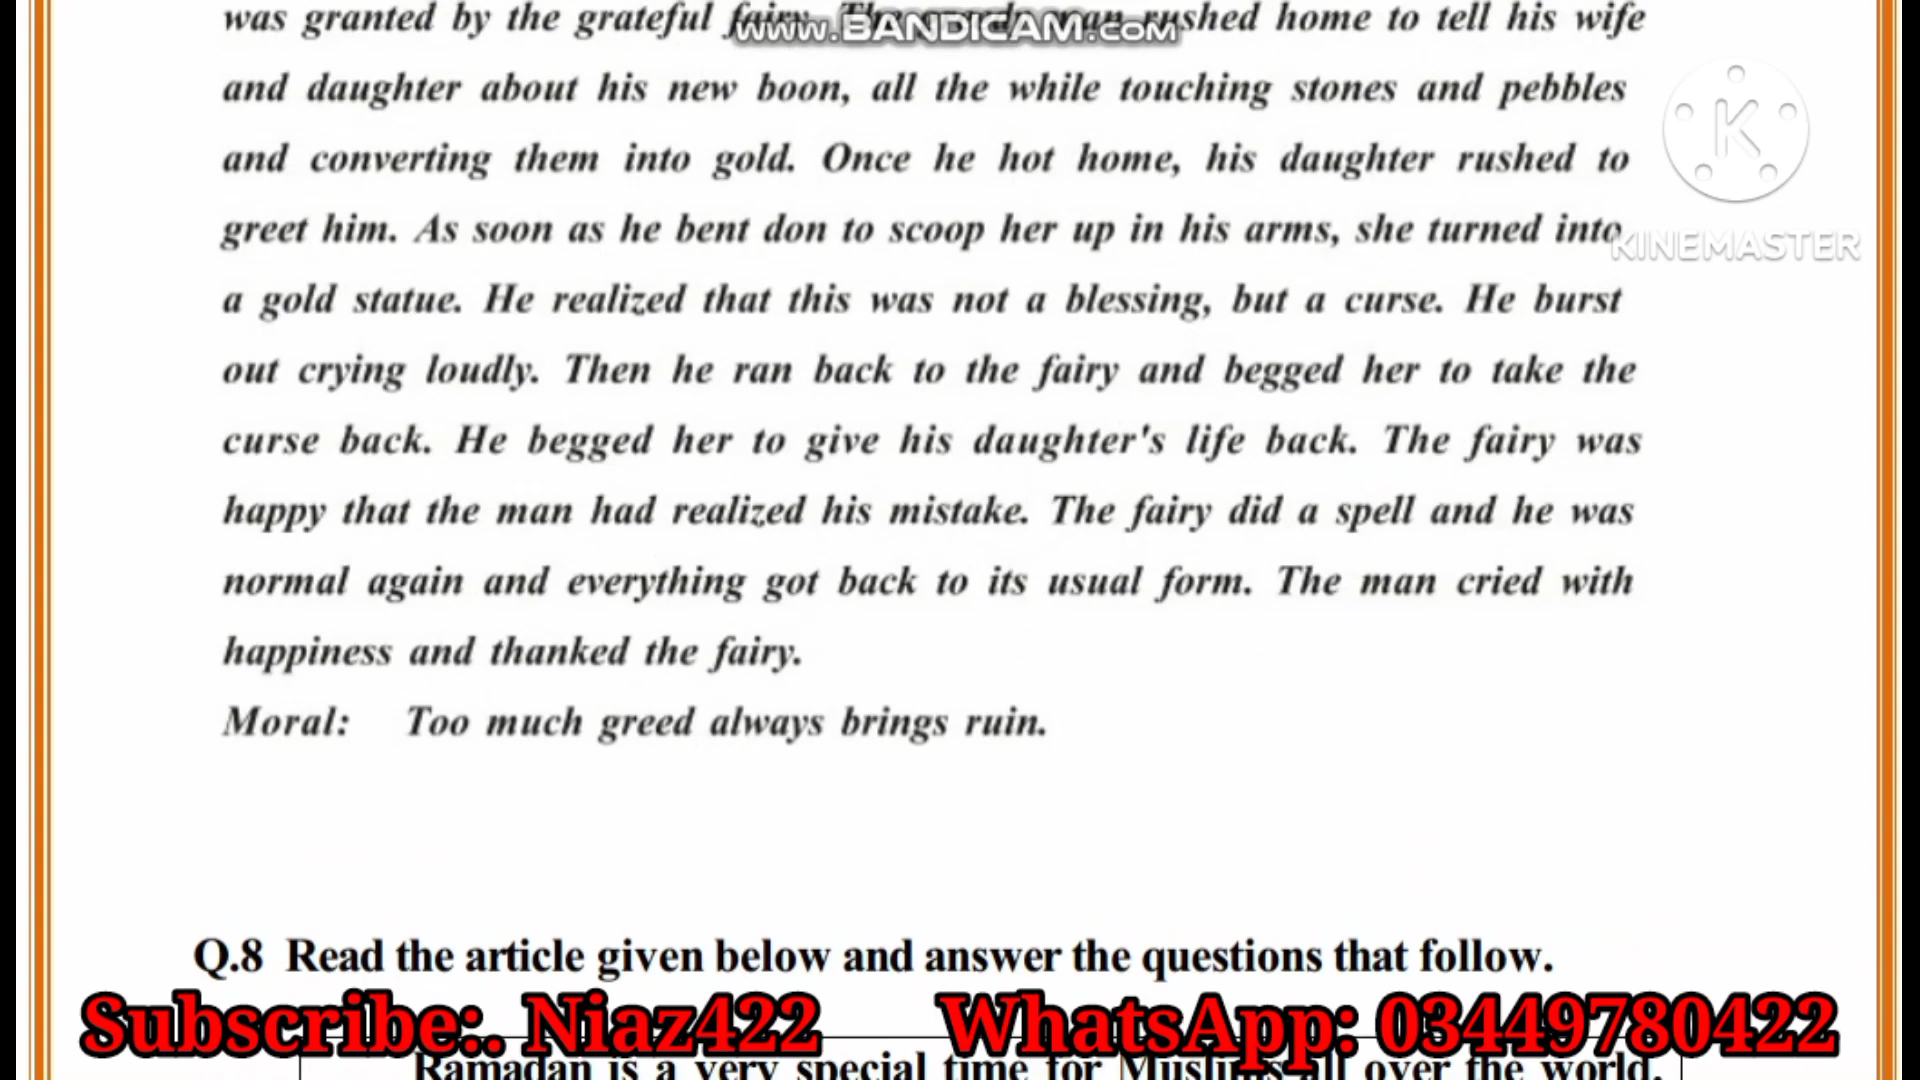 was granted by the grateful fairy. The man rushed home to tell his wife
www.BANDICAM.com
and daughter about his new boon, all the while touching stones and pebbles
and converting them into gold. Once he hot home, his daughter rushed to
K
greet him. As soon as he bent don to scoop her up in his arms, she turned into
KINEMASTER
a gold statue. He realized that this was not a blessing, but a curse. He burst
out crying loudly. Then he ran back to the fairy and begged her to take the
curse back. He begged her to give his daughter's life back. The fairy was
happy that the man had realized his mistake. The fairy did a spell and he was
normal again and everything got back to its usual form. The man cried with
happiness and thanked the fairy.
Moral: Too much greed always brings ruin.
Q.8 Read the article given below and answer the questions that follow.
Subscribe:. Niaz422 WhatsApp: 03449780422
Ramadan is a very special time for Muslims all over the world.